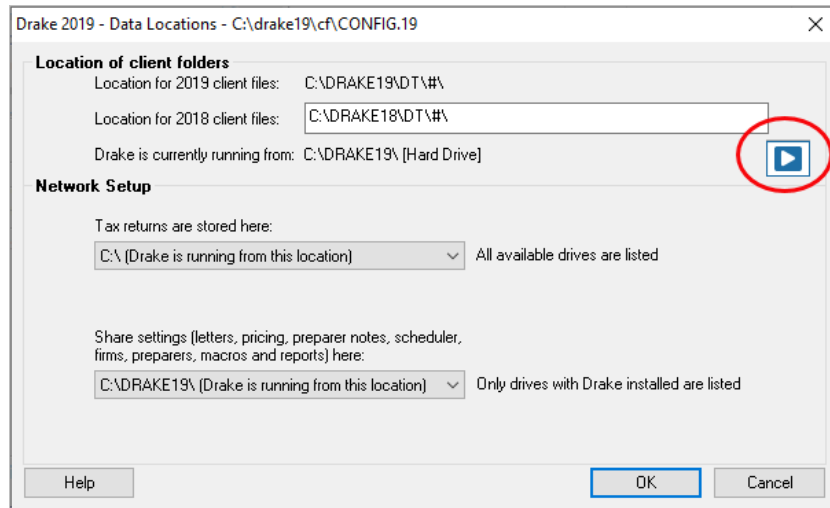 Drake 2019 - Data Locations - C:\drake19\cf\CONFIG.19
Location of client folders
Location for 2019 client files: C:\DRAKE19\DT\#\
Location for 2018 client files: C:\DRAKE18\DT\#\
Drake is currently running from: C:\DRAKE19\ [Hard Drive]
Network Setup
Tax returns are stored here:
C:\ (Drake is running from this location) All available drives are listed
Share settings (letters, pricing, preparer notes, scheduler,
firms, preparers, macros and reports) here:
C:\DRAKE19\ (Drake is running from this location) Only drives with Drake installed are listed
Help OK Cancel